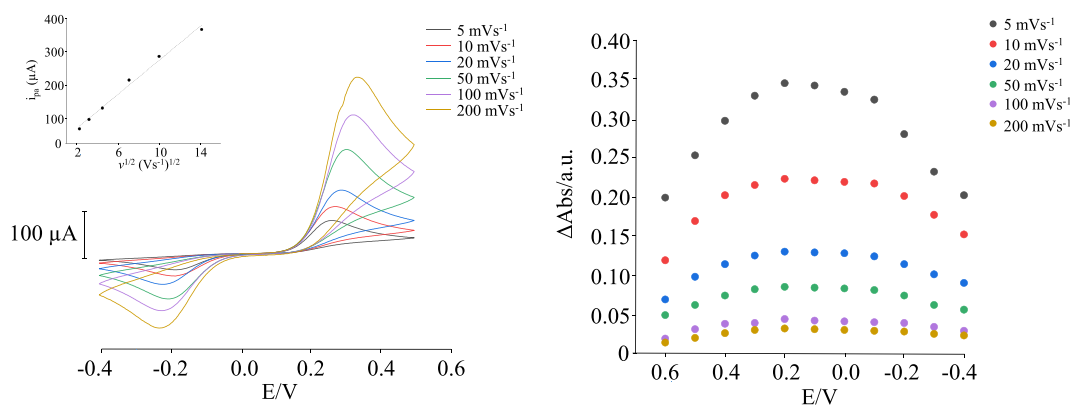 400
300
200
100
0
i_pa (µA)
2 6 10 14
ν^1/2 (Vs^-1)^1/2
5 mVs^-1
10 mVs^-1
20 mVs^-1
50 mVs^-1
100 mVs^-1
200 mVs^-1
100 µA
-0.4 -0.2 0.0 0.2 0.4 0.6
E/V
0.40
0.35
0.30
0.25
0.20
0.15
0.10
0.05
0
ΔAbs/a.u.
0.6 0.4 0.2 0.0 -0.2 -0.4
E/V
5 mVs^-1
10 mVs^-1
20 mVs^-1
50 mVs^-1
100 mVs^-1
200 mVs^-1